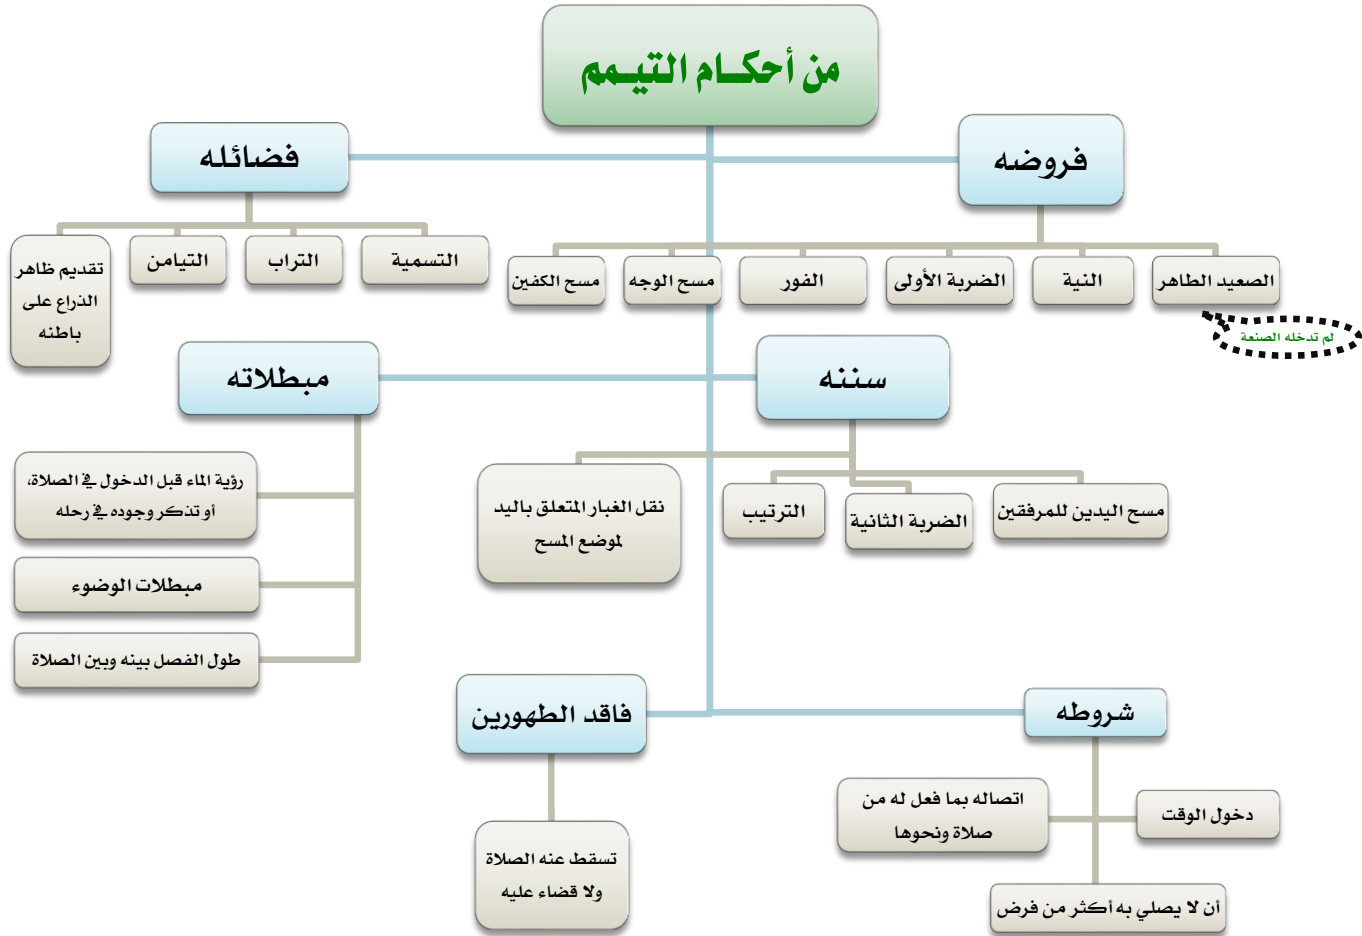 من أحكـام التيـمم
فروضه
الصعيد الطاهر
لم تدخله الصنعة
النية
الضربة الأولى
الفور
مسح الوجه
مسح الكفين
فضائله
التسمية
التراب
التيامن
تقديم ظاهر
الذراع على
باطنه
سننه
مسح اليدين للمرفقين
الضربة الثانية
الترتيب
نقل الغبار المتعلق باليد
لموضع المسح
مبطلاته
رؤية الماء قبل الدخول في الصلاة،
أو تذكر وجوده في رحله
مبطلات الوضوء
طول الفصل بينه وبين الصلاة
شروطه
دخول الوقت
اتصاله بما فعل له من
صلاة ونحوها
أن لا يصلي به أكثر من فرض
فاقد الطهورين
تسقط عنه الصلاة
ولا قضاء عليه